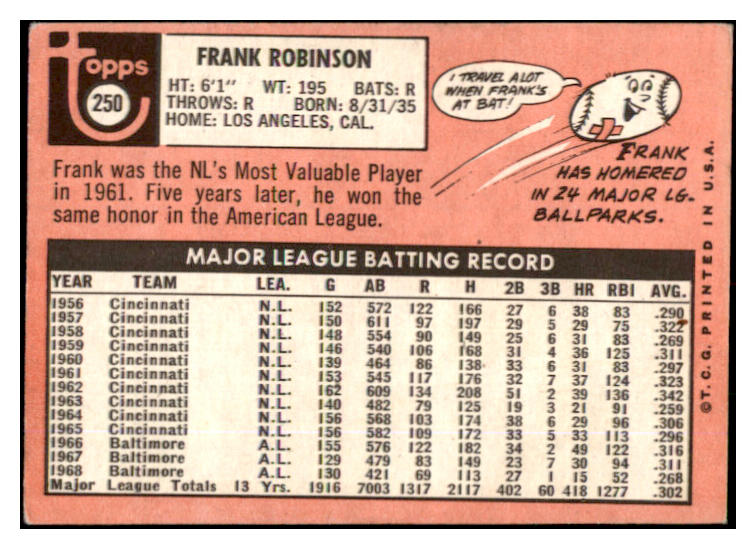 topps
250
FRANK ROBINSON
HT: 6'1" WT: 195 BATS: R
THROWS: R BORN: 8/31/35
HOME: LOS ANGELES, CAL.
I TRAVEL A LOT
WHEN FRANK'S
AT BAT!
FRANK
HAS HOMERED
IN 24 MAJOR LG.
BALLPARKS.
Frank was the NL's Most Valuable Player
in 1961. Five years later, he won the
same honor in the American League.
MAJOR LEAGUE BATTING RECORD
YEAR TEAM LEA. G AB R H 2B 3B HR RBI AVG.
1956 Cincinnati N.L. 152 572 122 166 27 6 38 83 .290
1957 Cincinnati N.L. 150 611 97 197 29 5 29 75 .322
1958 Cincinnati N.L. 148 554 90 149 25 6 31 83 .269
1959 Cincinnati N.L. 146 540 106 168 31 4 36 125 .311
1960 Cincinnati N.L. 139 464 86 138 33 6 31 83 .297
1961 Cincinnati N.L. 153 545 117 176 32 7 37 124 .323
1962 Cincinnati N.L. 162 609 134 208 51 2 39 136 .342
1963 Cincinnati N.L. 140 482 79 125 19 3 21 91 .259
1964 Cincinnati N.L. 156 568 103 174 38 6 29 96 .306
1965 Cincinnati N.L. 156 582 109 172 33 5 33 113 .296
1966 Baltimore A.L. 155 576 122 182 34 2 49 122 .316
1967 Baltimore A.L. 129 479 83 149 23 7 30 94 .311
1968 Baltimore A.L. 130 421 69 113 27 1 15 52 .268
Major League Totals 13 Yrs. 1916 7003 1317 2117 402 60 418 1277 .302
©T.C.G. PRINTED IN U.S.A.